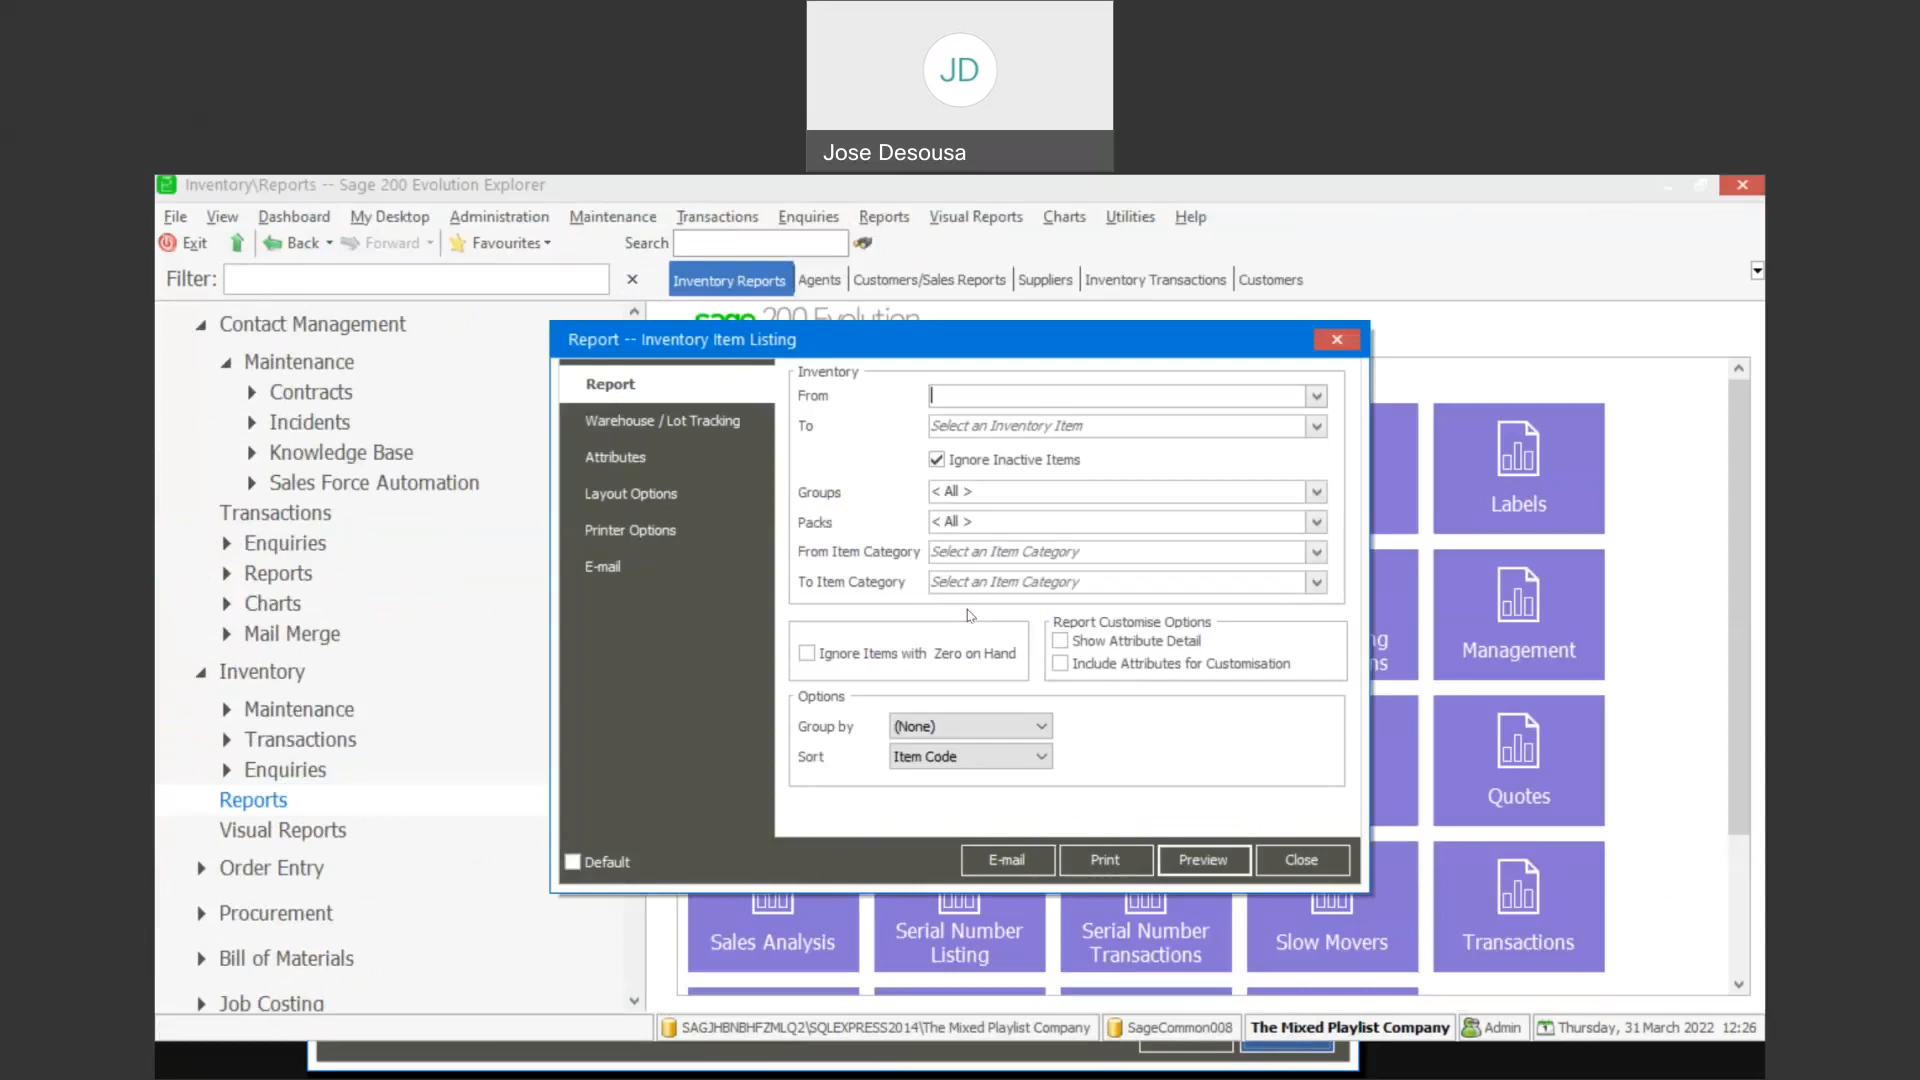 JD
Jose Desousa
Inventory\Reports -- Sage 200 Evolution Explorer
File View Dashboard My Desktop Administration Maintenance Transactions Enquiries Reports Visual Reports Charts Utilities Help
Exit Back Forward Favourites Search
Filter:
Inventory Reports Agents Customers/Sales Reports Suppliers Inventory Transactions Customers
Contact Management
Maintenance
Contracts
Incidents
Knowledge Base
Sales Force Automation
Transactions
Enquiries
Reports
Charts
Mail Merge
Inventory
Maintenance
Transactions
Enquiries
Reports
Visual Reports
Order Entry
Procurement
Bill of Materials
Job Costing
sage 200 Evolution
Report -- Inventory Item Listing
Report
Warehouse / Lot Tracking
Attributes
Layout Options
Printer Options
E-mail
Default
Inventory
From
To Select an Inventory Item
Ignore Inactive Items
Groups < All >
Packs < All >
From Item Category Select an Item Category
To Item Category Select an Item Category
Ignore Items with Zero on Hand
Report Customise Options
Show Attribute Detail
Include Attributes for Customisation
Options
Group by (None)
Sort Item Code
E-mail Print Preview Close
Labels
Management
Quotes
Sales Analysis
Serial Number
Listing
Serial Number
Transactions
Slow Movers
Transactions
SAGJHBNBHFZMLQ2\SQLEXPRESS2014\The Mixed Playlist Company SageCommon008 The Mixed Playlist Company Admin Thursday, 31 March 2022 12:26